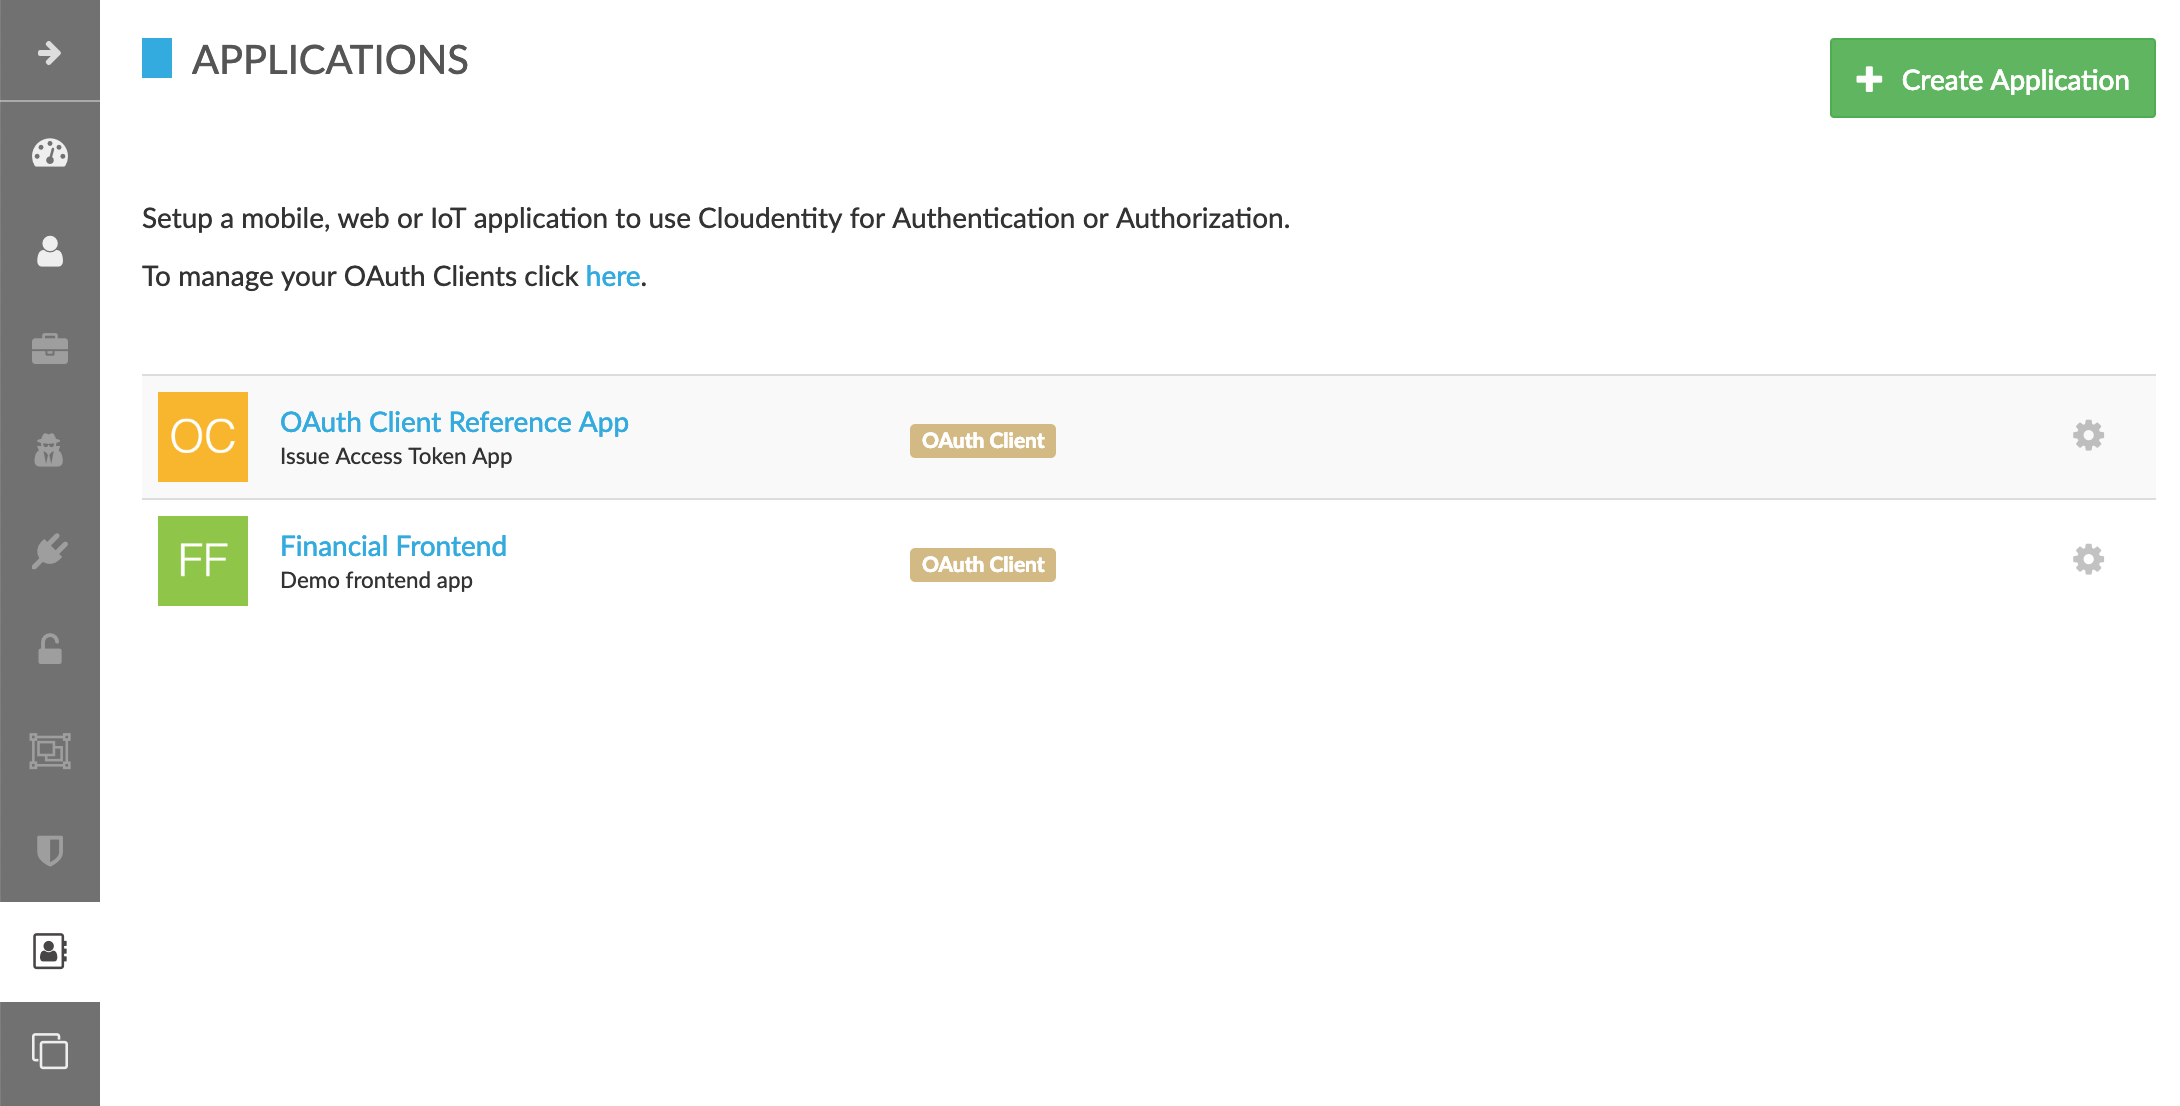 APPLICATIONS
Create Application
Setup a mobile, web or IoT application to use Cloudentity for Authentication or Authorization.
To manage your OAuth Clients click here.
OC
OAuth Client Reference App
Issue Access Token App
OAuth Client
FF
Financial Frontend
Demo frontend app
OAuth Client